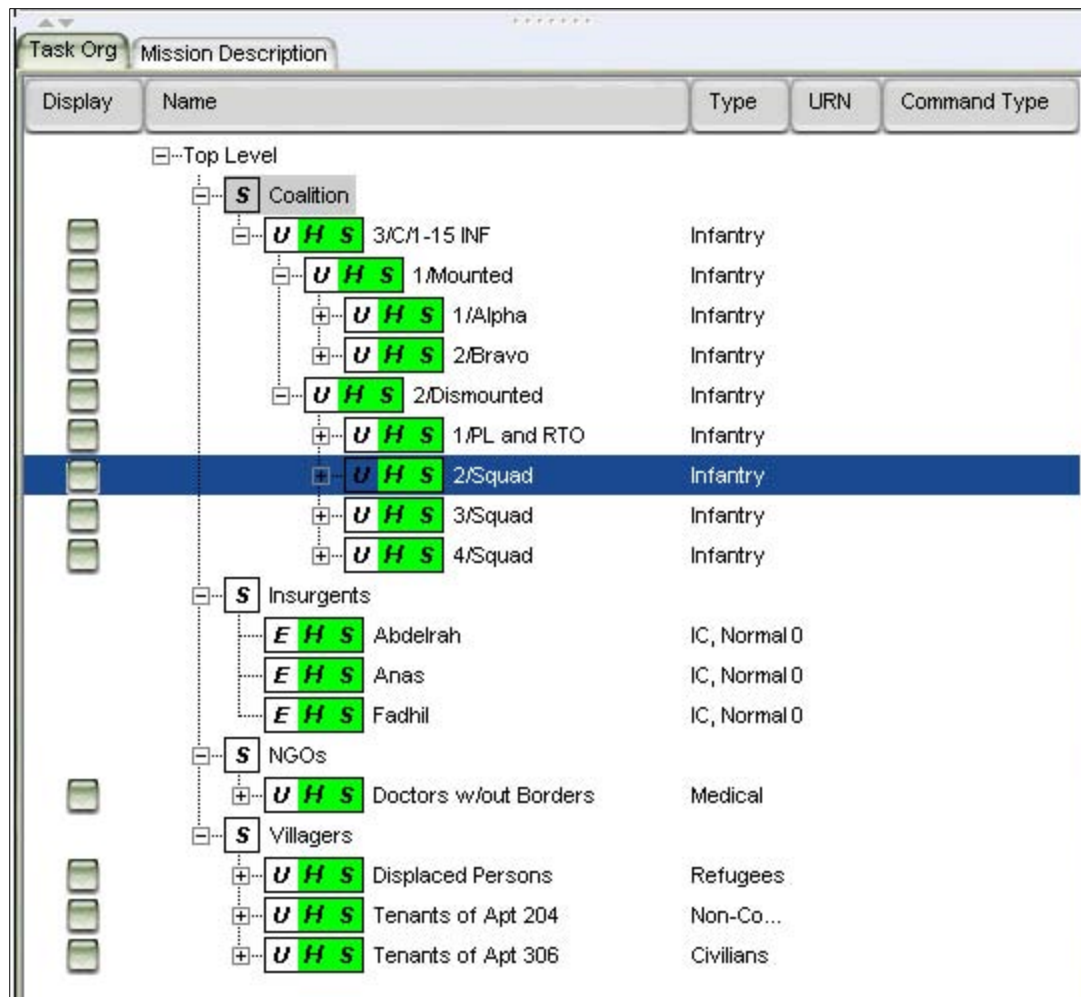 Task Org Mission Description
Display Name Type URN Command Type
Top Level
S Coalition
U H S 3/C/1-15 INF Infantry
U H S 1/Mounted Infantry
U H S 1/Alpha Infantry
U H S 2/Bravo Infantry
U H S 2/Dismounted Infantry
U H S 1/PL and RTO Infantry
U H S 2/Squad Infantry
U H S 3/Squad Infantry
U H S 4/Squad Infantry
S Insurgents
E H S Abdelrah IC, Normal 0
E H S Anas IC, Normal 0
E H S Fadhil IC, Normal 0
S NGOs
U H S Doctors w/out Borders Medical
S Villagers
U H S Displaced Persons Refugees
U H S Tenants of Apt 204 Non-Co...
U H S Tenants of Apt 306 Civilians